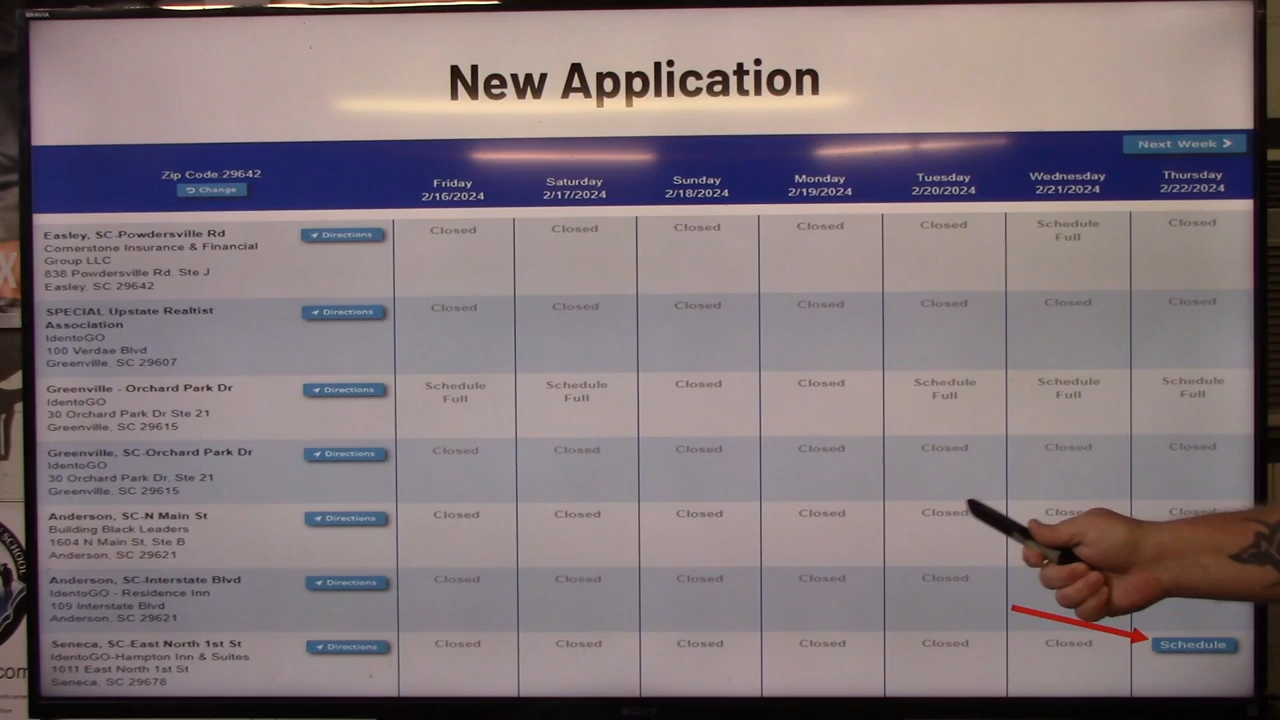 BRAVIA
New Application
Next Week
Zip Code:29642
Change
Friday
2/16/2024
Saturday
2/17/2024
Sunday
2/18/2024
Monday
2/19/2024
Tuesday
2/20/2024
Wednesday
2/21/2024
Thursday
2/22/2024
Easley, SC-Powdersville Rd
Cornerstone Insurance & Financial
Group LLC
838 Powdersville Rd, Ste J
Easley, SC 29642
Directions
Closed
Closed
Closed
Closed
Closed
Schedule
Full
Closed
SPECIAL Upstate Realtist
Association
IdentoGO
100 Verdae Blvd
Greenville, SC 29607
Directions
Closed
Closed
Closed
Closed
Closed
Closed
Closed
Greenville - Orchard Park Dr
IdentoGO
30 Orchard Park Dr Ste 21
Greenville, SC 29615
Directions
Schedule
Full
Schedule
Full
Closed
Closed
Schedule
Full
Schedule
Full
Schedule
Full
Greenville, SC-Orchard Park Dr
IdentoGO
30 Orchard Park Dr, Ste 21
Greenville, SC 29615
Directions
Closed
Closed
Closed
Closed
Closed
Closed
Closed
Anderson, SC-N Main St
Building Black Leaders
1604 N Main St, Ste B
Anderson, SC 29621
Directions
Closed
Closed
Closed
Closed
Closed
Closed
Anderson, SC-Interstate Blvd
IdentoGO - Residence Inn
109 Interstate Blvd
Anderson, SC 29621
Directions
Closed
Closed
Closed
Closed
Closed
Seneca, SC-East North 1st St
IdentoGO-Hampton Inn & Suites
1011 East North 1st St
Seneca, SC 29678
Directions
Closed
Closed
Closed
Closed
Closed
Closed
Schedule
SCHOOL
com
SONY